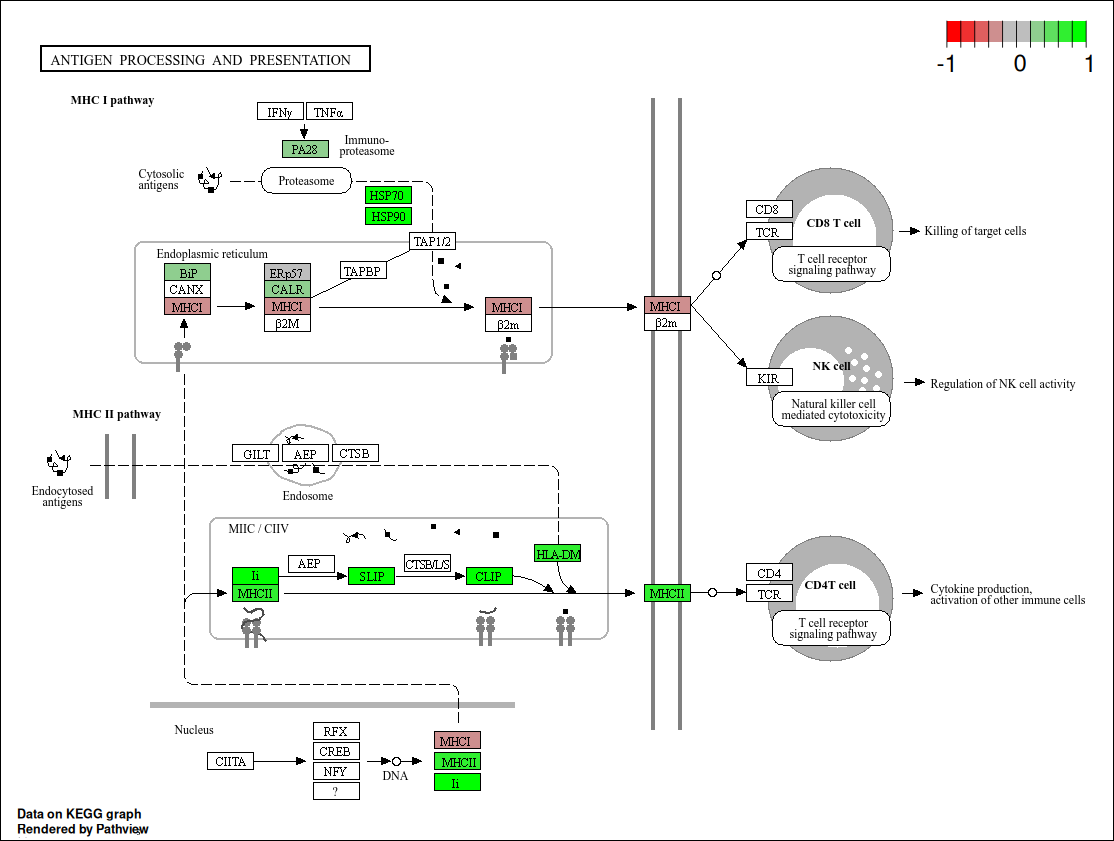 -1 0 1
ANTIGEN PROCESSING AND PRESENTATION
MHC I pathway
IFNγ TNFα
PA28
Immuno-
proteasome
Cytosolic
antigens
Proteasome
HSP70
HSP90
TAP1/2
Endoplasmic reticulum
BiP
CANX
MHCI
ERp57
CALR
MHCI
β2M
TAPBP
MHCI
β2m
MHCI
β2m
CD8
TCR
CD8 T cell
T cell receptor
signaling pathway
Killing of target cells
KIR
NK cell
Natural killer cell
mediated cytotoxicity
Regulation of NK cell activity
MHC II pathway
Endocytosed
antigens
GILT AEP CTSB
Endosome
MIIC / CIIV
Ii
MHCII
AEP
SLIP
CTSB/L/S
CLIP
HLA-DM
MHCII
CD4
TCR
CD4T cell
T cell receptor
signaling pathway
Cytokine production,
activation of other immune cells
Nucleus
CIITA
RFX
CREB
NFY
?
DNA
MHCI
MHCII
Ii
Data on KEGG graph
Rendered by Pathview